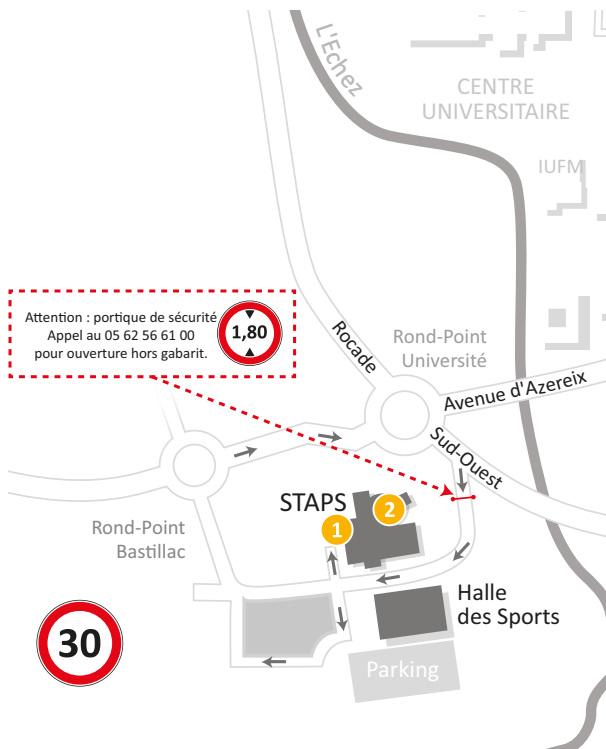 L'Echez
CENTRE
UNIVERSITAIRE
IUFM
Attention : portique de sécurité
Appel au 05 62 56 61 00
pour ouverture hors gabarit.
1,80
Rocade
Rond-Point
Université
Avenue d'Azereix
Sud-Ouest
STAPS
1
2
Rond-Point
Bastillac
Halle
des Sports
30
Parking